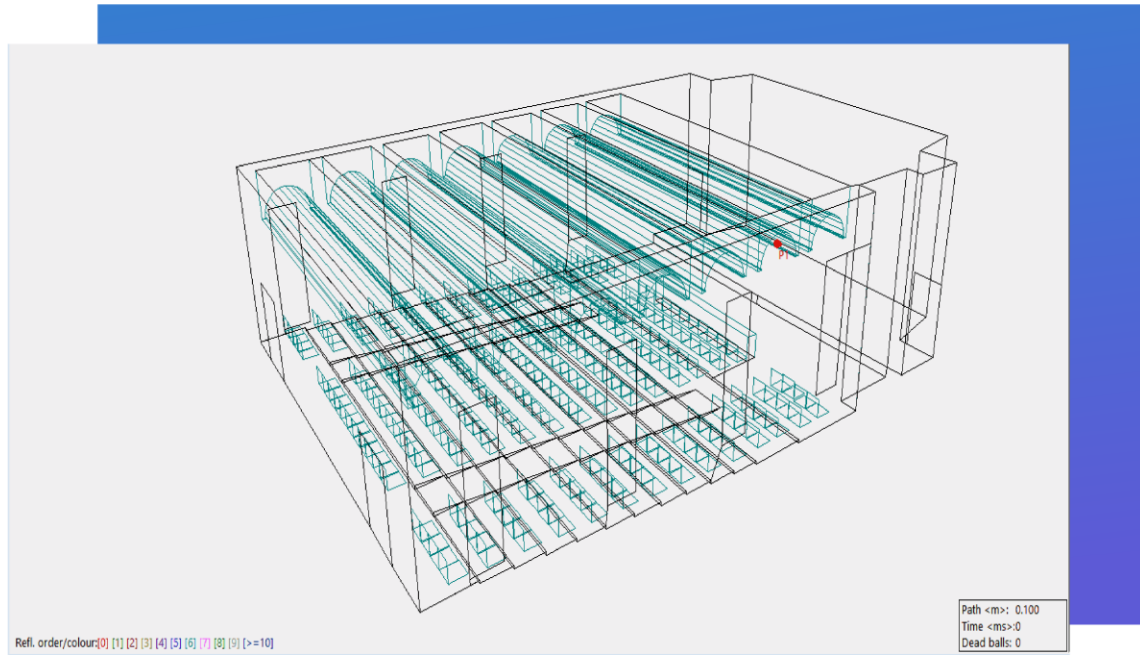 P1
Path <m>: 0.100
Time <ms>:0
Dead balls: 0
Refl. order/colour:[0] [1] [2] [3] [4] [5] [6] [7] [8] [9] [>=10]